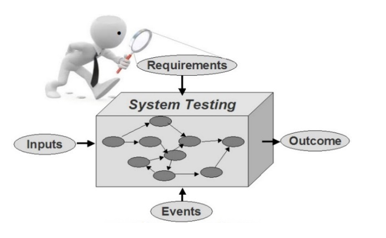 Requirements
System Testing
Inputs
Outcome
Events